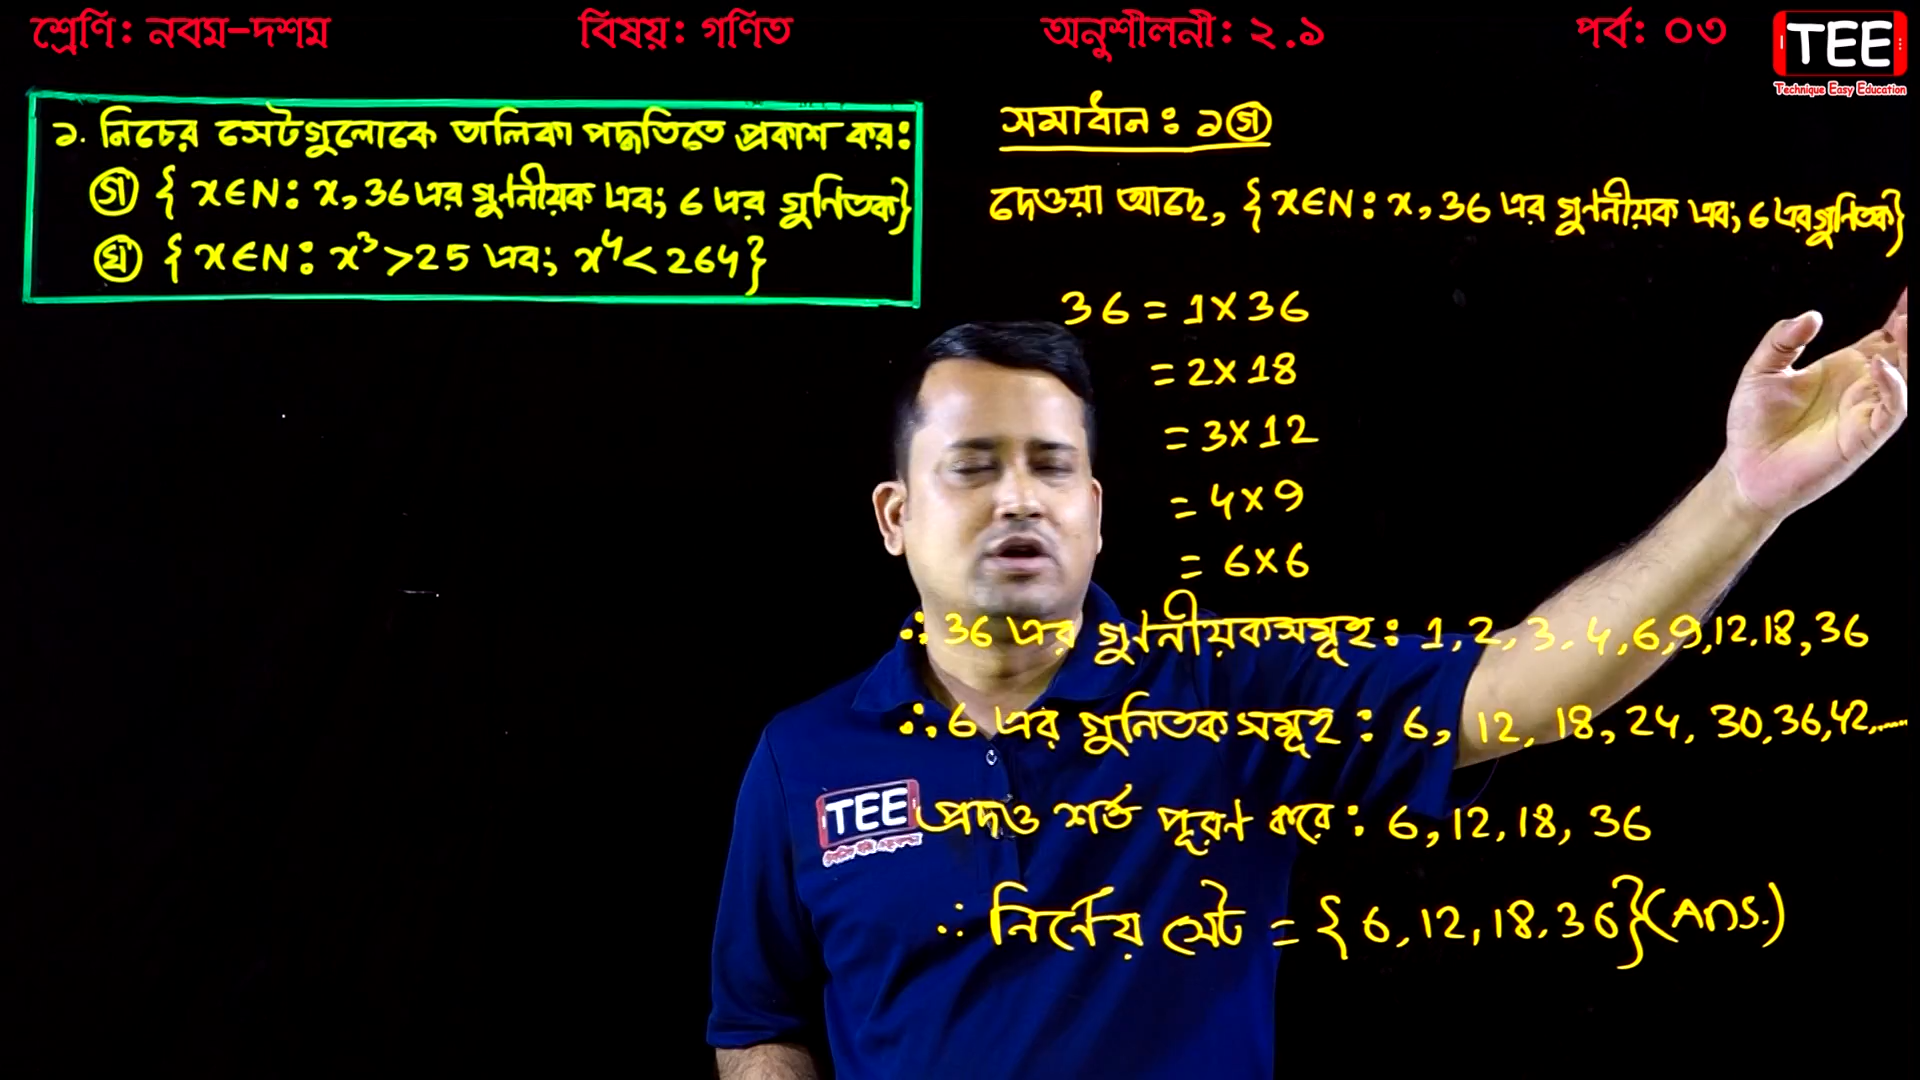 শ্রেণি: নবম-দশম
বিষয়: গণিত
অনুশীলনী: ২.১
পর্ব: ০৩
TEE
Technique Easy Education
১. নিচের সেটগুলোকে তালিকা পদ্ধতিতে প্রকাশ কর:
(গ) { x∈N : x, 36 এর গুণনীয়ক এবং 6 এর গুণিতক}
(ঘ) { x∈N : x³>25 এবং x⁴<264}
সমাধান: ১(গ)
দেওয়া আছে, { x∈N : x, 36 এর গুণনীয়ক এবং 6 এর গুনিতক}
36 = 1×36
= 2×18
= 3×12
= 4×9
= 6×6
∴ 36 এর গুণনীয়কসমূহ: 1,2,3,4,6,9,12,18,36
∴ 6 এর গুনিতক সমূহ: 6, 12, 18, 24, 30,36,42,.....
TEE
প্রদত্ত শর্ত পূরণ করে: 6,12,18, 36
∴ নির্ণেয় সেট = {6,12,18,36}(Ans.)